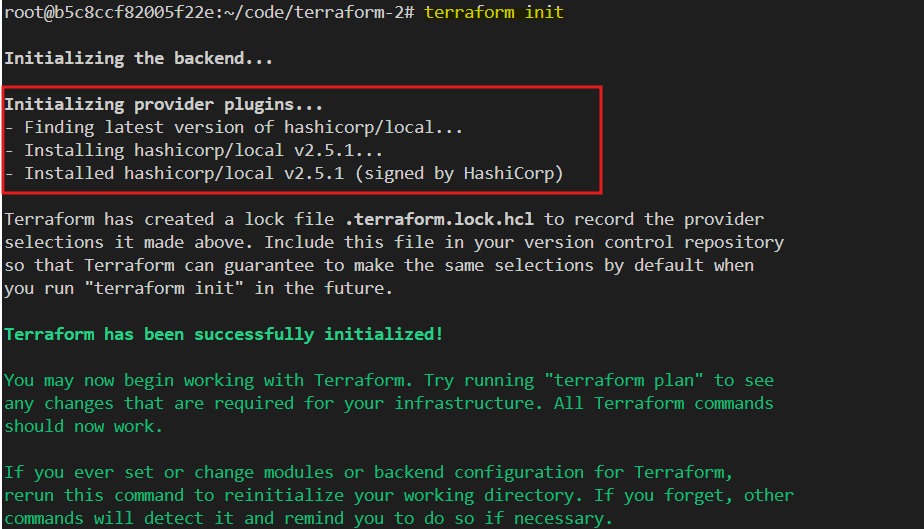 root@b5c8ccf82005f22e:~/code/terraform-2# terraform init
Initializing the backend...
Initializing provider plugins...
- Finding latest version of hashicorp/local...
- Installing hashicorp/local v2.5.1...
- Installed hashicorp/local v2.5.1 (signed by HashiCorp)
Terraform has created a lock file .terraform.lock.hcl to record the provider
selections it made above. Include this file in your version control repository
so that Terraform can guarantee to make the same selections by default when
you run "terraform init" in the future.
Terraform has been successfully initialized!
You may now begin working with Terraform. Try running "terraform plan" to see
any changes that are required for your infrastructure. All Terraform commands
should now work.
If you ever set or change modules or backend configuration for Terraform,
rerun this command to reinitialize your working directory. If you forget, other
commands will detect it and remind you to do so if necessary.